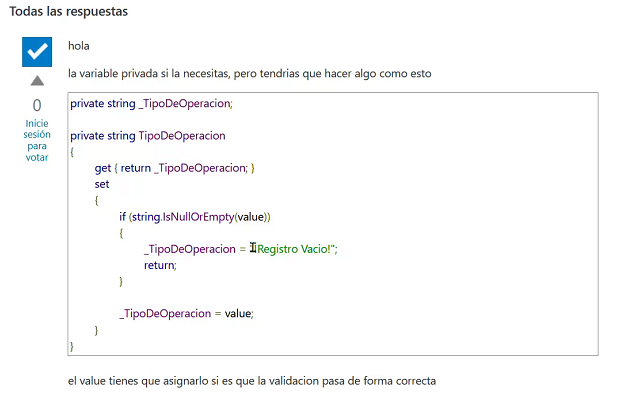 Todas las respuestas
hola
la variable privada si la necesitas, pero tendrias que hacer algo como esto
0
Inicie
sesión
para
votar
private string _TipoDeOperacion;
private string TipoDeOperacion
{
get { return _TipoDeOperacion; }
set
{
if (string.IsNullOrEmpty(value))
{
_TipoDeOperacion = "¡Registro Vacio!";
return;
}
_TipoDeOperacion = value;
}
}
el value tienes que asignarlo si es que la validacion pasa de forma correcta